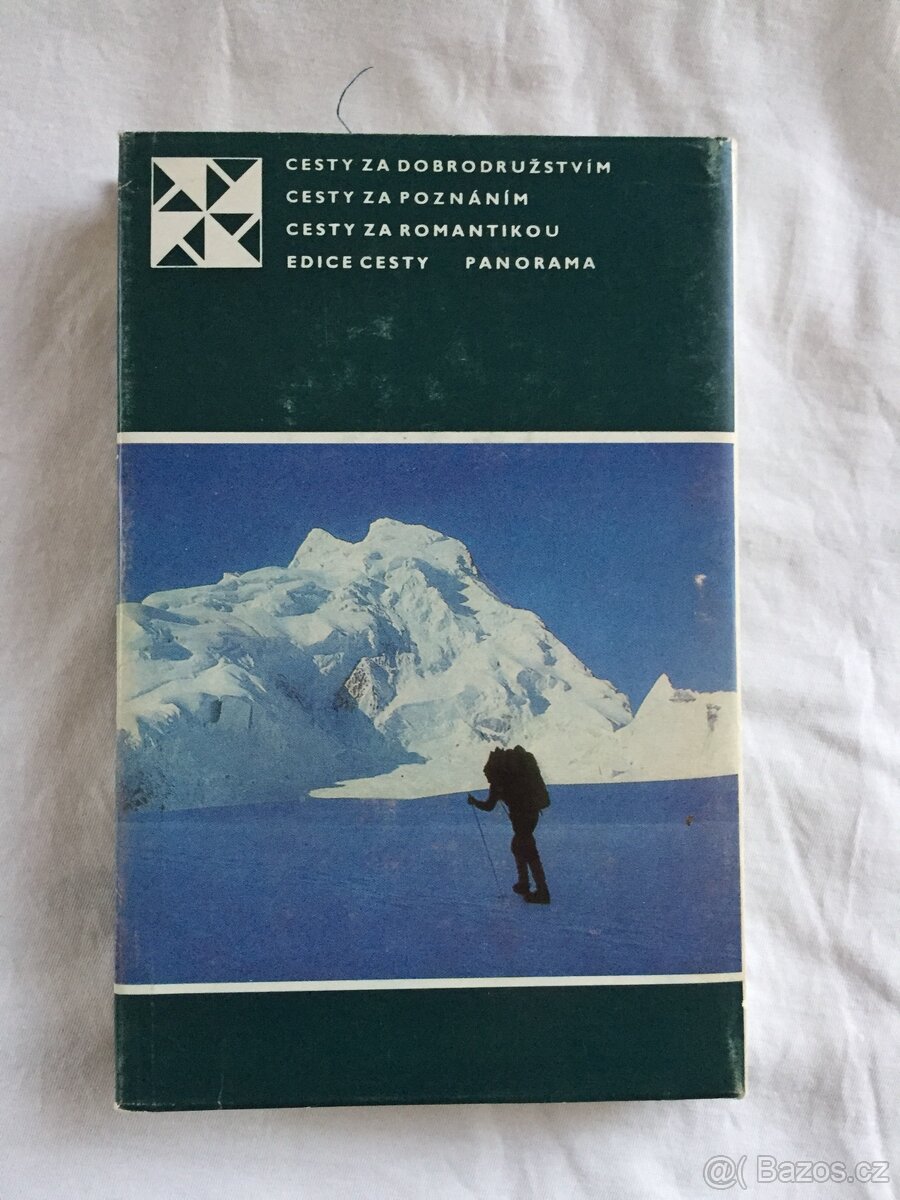 CESTY ZA DOBRODRUŽSTVÍM
CESTY ZA POZNÁNÍM
CESTY ZA ROMANTIKOU
EDICE CESTY PANORAMA
@( Bazos.cz